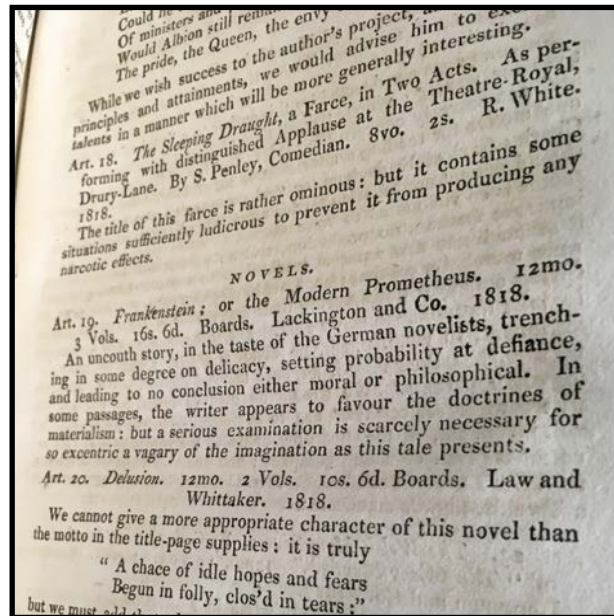 Could he
Of ministers and
Would Albion still rema
The pride, the Queen, the envy
While we wish success to the author's project,
principles and attainments, we would advise him to ex
talents in a manner which will be more generally interesting.
Art. 18. The Sleeping Draught, a Farce, in Two Acts. As per-
forming with distinguished Applause at the Theatre-Royal,
Drury-Lane. By S. Penley, Comedian. 8vo. 2s. R. White.
1818.
The title of this farce is rather ominous: but it contains some
situations sufficiently ludicrous to prevent it from producing any
narcotic effects.
NOVELS.
Art. 19. Frankenstein; or the Modern Prometheus. 12mo.
3 Vols. 16s. 6d. Boards. Lackington and Co. 1818.
An uncouth story, in the taste of the German novelists, trench-
ing in some degree on delicacy, setting probability at defiance,
and leading to no conclusion either moral or philosophical. In
some passages, the writer appears to favour the doctrines of
materialism: but a serious examination is scarcely necessary for
so excentric a vagary of the imagination as this tale presents.
Art. 20. Delusion. 12mo. 2 Vols. 10s. 6d. Boards. Law and
Whittaker. 1818.
We cannot give a more appropriate character of this novel than
the motto in the title-page supplies: it is truly
" A chace of idle hopes and fears
Begun in folly, clos'd in tears;"
but we must add